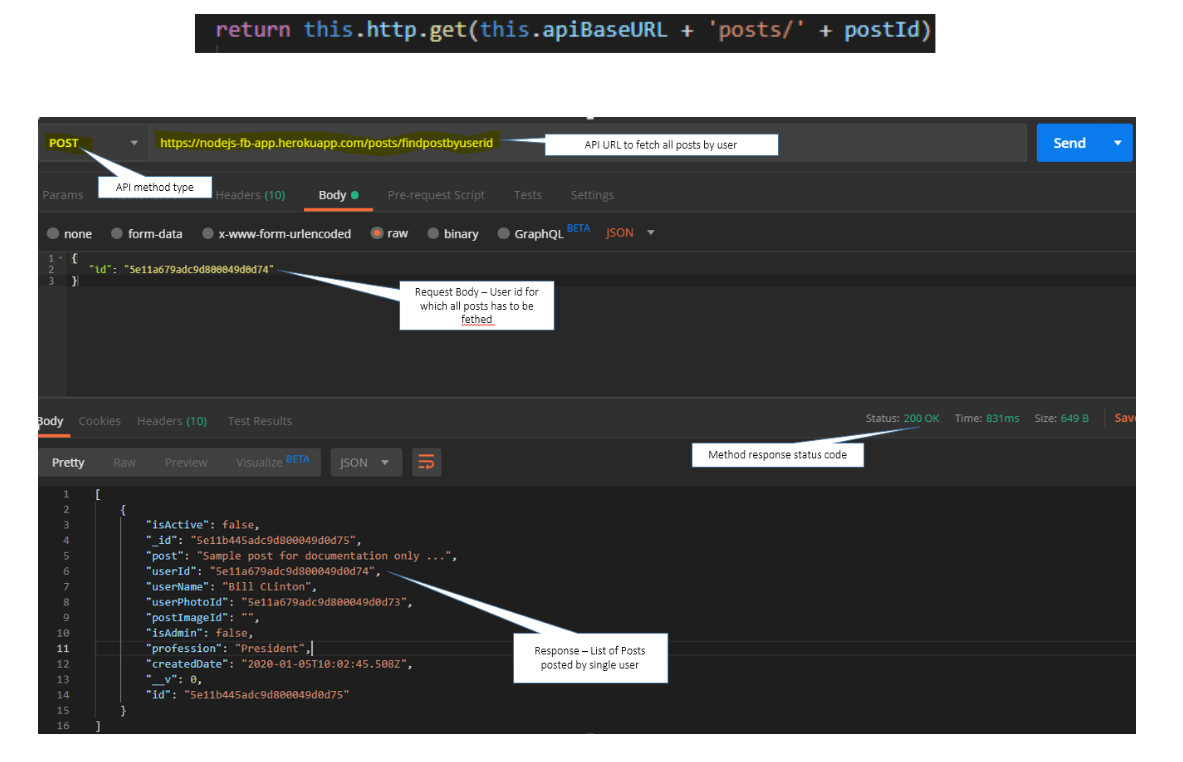 return this.http.get(this.apiBaseURL + 'posts/' + postId)
POST
https://nodejs-fb-app.herokuapp.com/posts/findpostbyuserid
API URL to fetch all posts by user
Send
API method type
Params
Headers (10)
Body
Pre-request Script
Tests
Settings
none
form-data
x-www-form-urlencoded
raw
binary
GraphQL BETA
JSON
1 {
2 "id": "5e11a679adc9d800049d0d74"
3 }
Request Body – User id for
which all posts has to be
fethed
Body
Cookies
Headers (10)
Test Results
Status: 200 OK
Time: 831ms
Size: 649 B
Save
Method response status code
Pretty
Raw
Preview
Visualize BETA
JSON
1 [
2 {
3 "isActive": false,
4 "_id": "5e11b445adc9d800049d0d75",
5 "post": "Sample post for documentation only ...",
6 "userId": "5e11a679adc9d800049d0d74",
7 "userName": "Bill CLinton",
8 "userPhotoId": "5e11a679adc9d800049d0d73",
9 "postImageId": "",
10 "isAdmin": false,
11 "profession": "President",
12 "createdDate": "2020-01-05T10:02:45.508Z",
13 "__v": 0,
14 "id": "5e11b445adc9d800049d0d75"
15 }
16 ]
Response – List of Posts
posted by single user